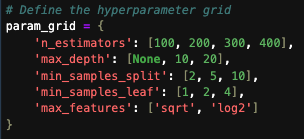 # Define the hyperparameter grid
param_grid = {
    'n_estimators': [100, 200, 300, 400],
    'max_depth': [None, 10, 20],
    'min_samples_split': [2, 5, 10],
    'min_samples_leaf': [1, 2, 4],
    'max_features': ['sqrt', 'log2']
}